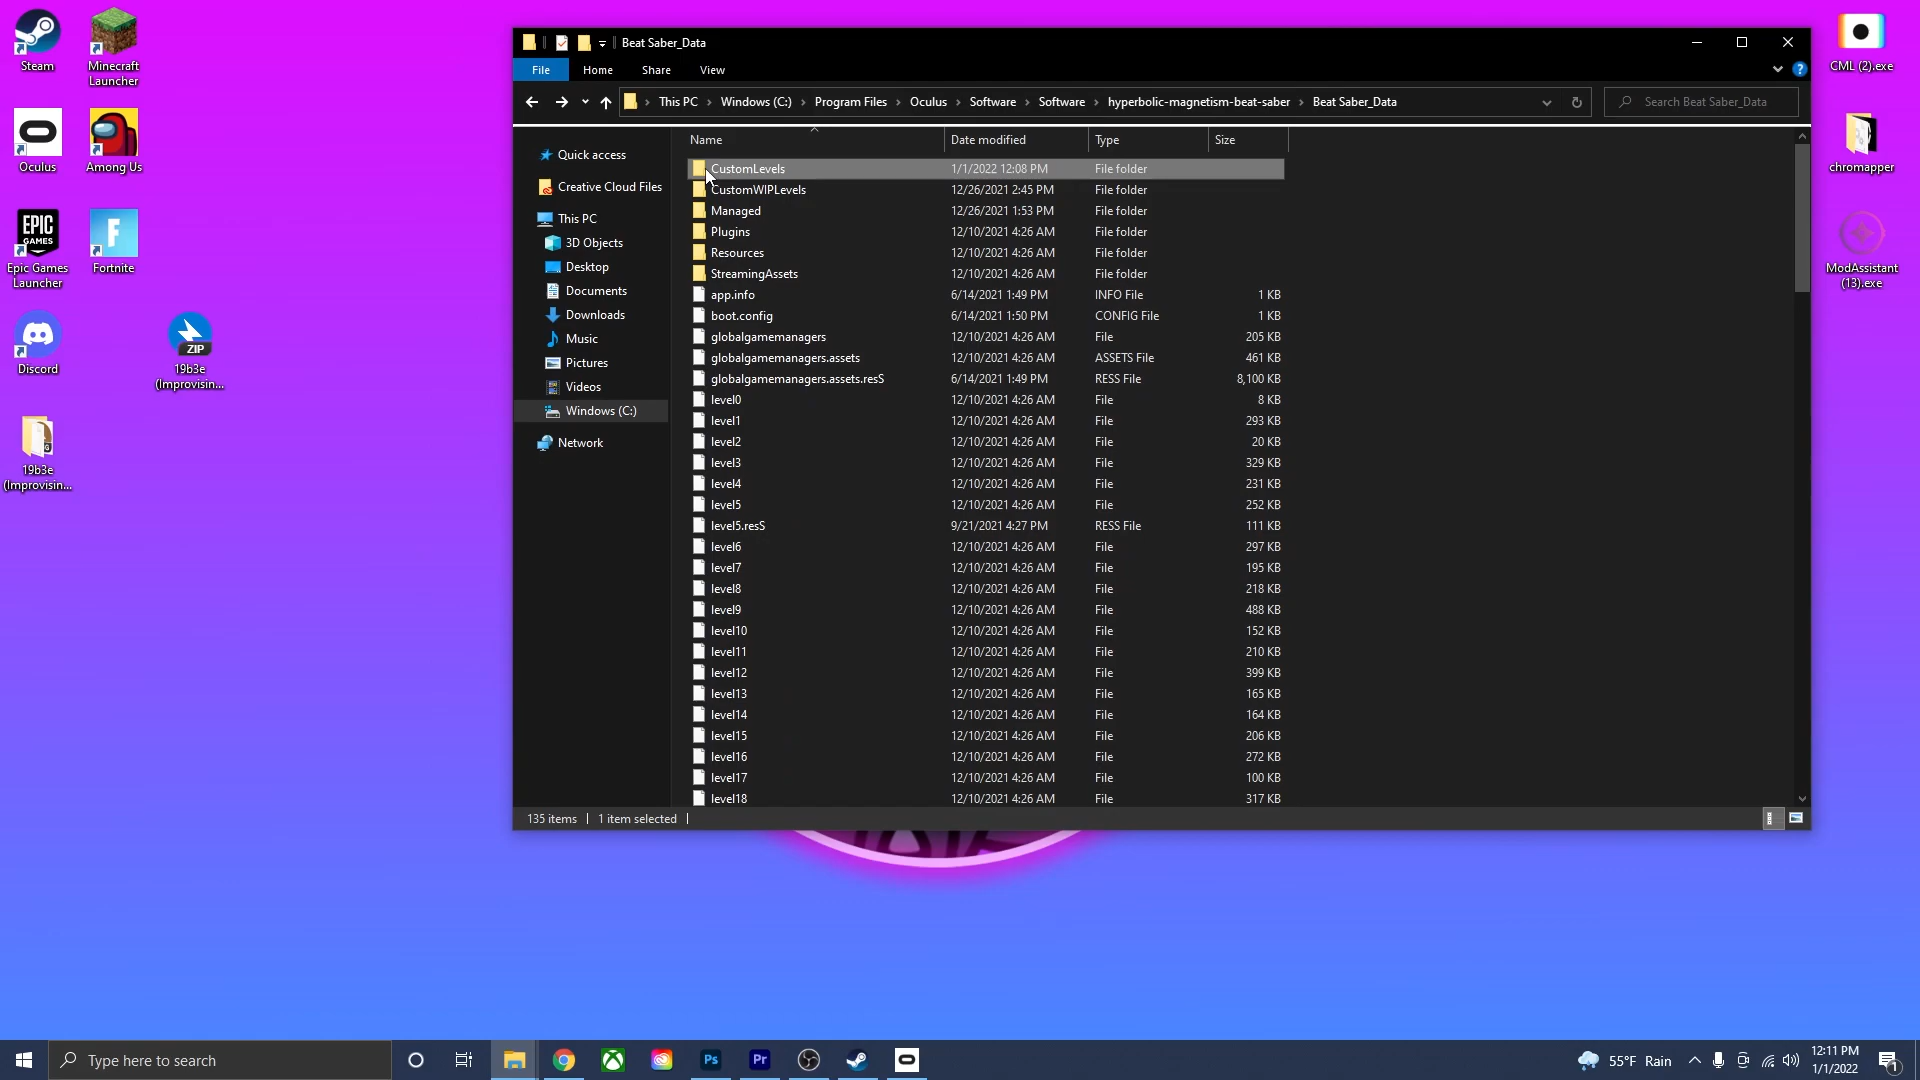 Steam
Minecraft
Launcher
Oculus
Among Us
EPIC
GAMES
Epic Games
Launcher
Fortnite
Discord
ZIP
19b3e
(Improvisin...
19b3e
(Improvisin...
CML (2).exe
chromapper
ModAssistant
(13).exe
Beat Saber_Data
File Home Share View
This PC Windows (C:) Program Files Oculus Software Software hyperbolic-magnetism-beat-saber Beat Saber_Data
Search Beat Saber_Data
Quick access
Creative Cloud Files
This PC
3D Objects
Desktop
Documents
Downloads
Music
Pictures
Videos
Windows (C:)
Network
Name Date modified Type Size
CustomLevels 1/1/2022 12:08 PM File folder
CustomWIPLevels 12/26/2021 2:45 PM File folder
Managed 12/26/2021 1:53 PM File folder
Plugins 12/10/2021 4:26 AM File folder
Resources 12/10/2021 4:26 AM File folder
StreamingAssets 12/10/2021 4:26 AM File folder
app.info 6/14/2021 1:49 PM INFO File 1 KB
boot.config 6/14/2021 1:50 PM CONFIG File 1 KB
globalgamemanagers 12/10/2021 4:26 AM File 205 KB
globalgamemanagers.assets 12/10/2021 4:26 AM ASSETS File 461 KB
globalgamemanagers.assets.resS 6/14/2021 1:49 PM RESS File 8,100 KB
level0 12/10/2021 4:26 AM File 8 KB
level1 12/10/2021 4:26 AM File 293 KB
level2 12/10/2021 4:26 AM File 20 KB
level3 12/10/2021 4:26 AM File 329 KB
level4 12/10/2021 4:26 AM File 231 KB
level5 12/10/2021 4:26 AM File 252 KB
level5.resS 9/21/2021 4:27 PM RESS File 111 KB
level6 12/10/2021 4:26 AM File 297 KB
level7 12/10/2021 4:26 AM File 195 KB
level8 12/10/2021 4:26 AM File 218 KB
level9 12/10/2021 4:26 AM File 488 KB
level10 12/10/2021 4:26 AM File 152 KB
level11 12/10/2021 4:26 AM File 210 KB
level12 12/10/2021 4:26 AM File 399 KB
level13 12/10/2021 4:26 AM File 165 KB
level14 12/10/2021 4:26 AM File 164 KB
level15 12/10/2021 4:26 AM File 206 KB
level16 12/10/2021 4:26 AM File 272 KB
level17 12/10/2021 4:26 AM File 100 KB
level18 12/10/2021 4:26 AM File 317 KB
135 items 1 item selected
Type here to search
Ps
Pr
55°F Rain
12:11 PM
1/1/2022
1